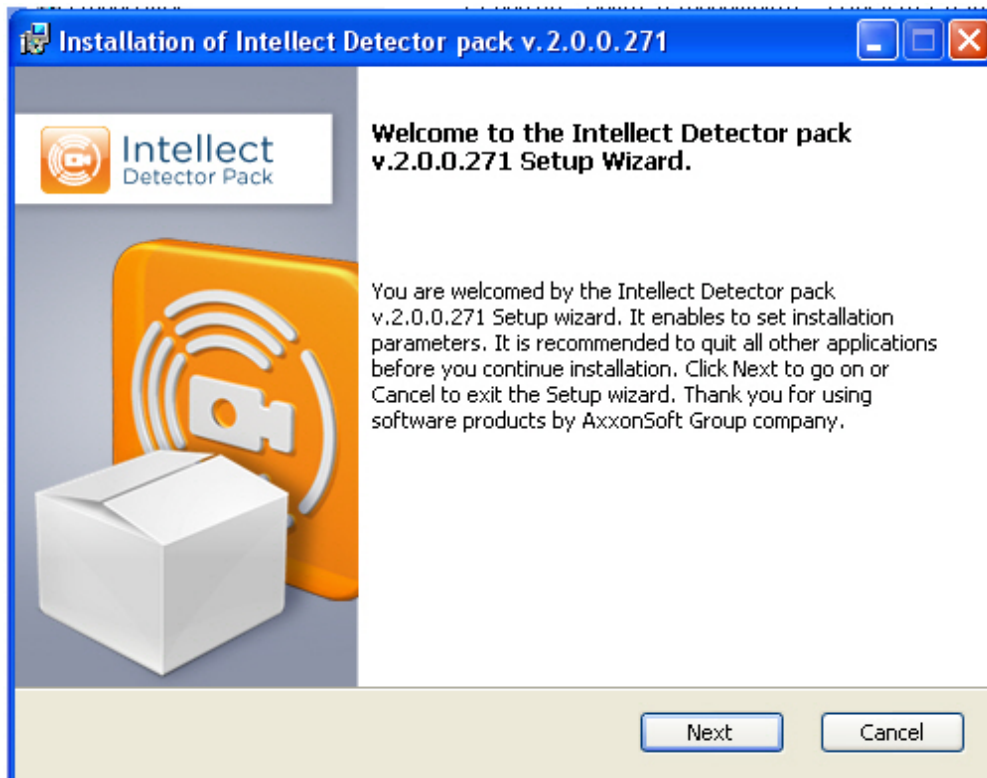 Installation of Intellect Detector pack v.2.0.0.271
Intellect
Detector Pack
Welcome to the Intellect Detector pack
v.2.0.0.271 Setup Wizard.
You are welcomed by the Intellect Detector pack
v.2.0.0.271 Setup wizard. It enables to set installation
parameters. It is recommended to quit all other applications
before you continue installation. Click Next to go on or
Cancel to exit the Setup wizard. Thank you for using
software products by AxxonSoft Group company.
Next
Cancel